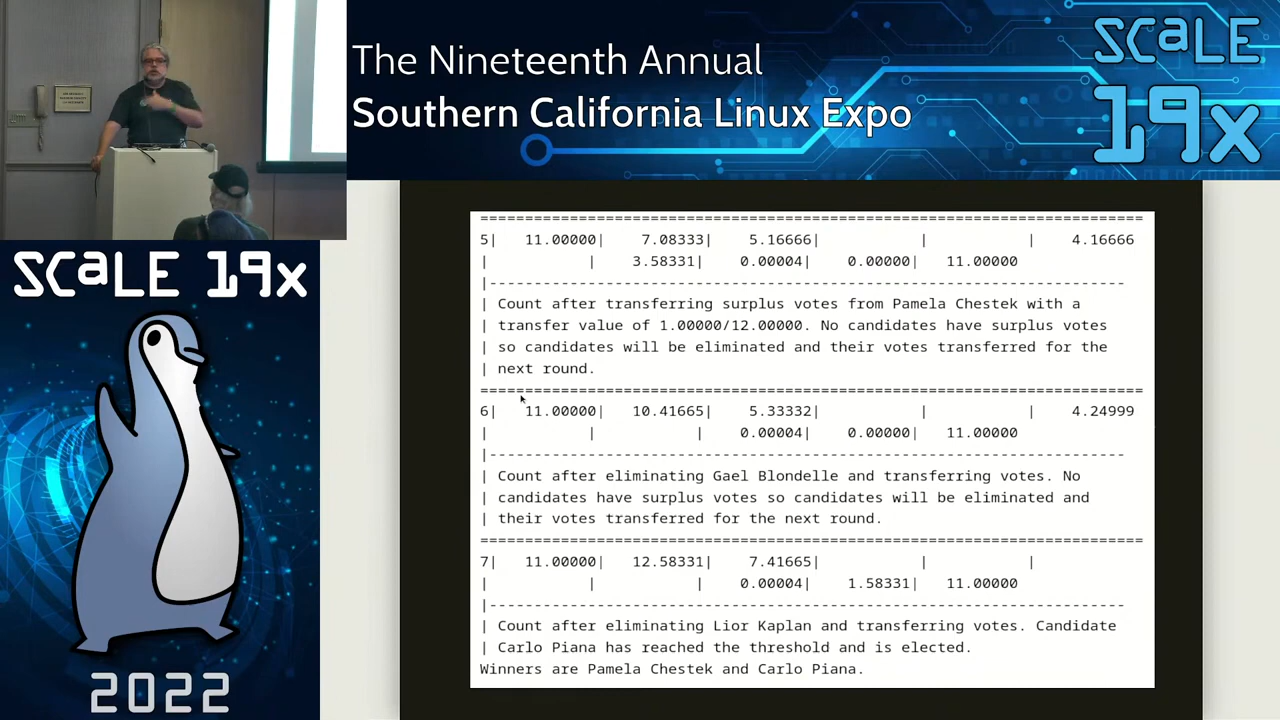 The Nineteenth Annual
Southern California Linux Expo
SCaLE
19x
SCaLE 19x
2022
==========================================================================
5|   11.00000|    7.08333|    5.16666|           |           |    4.16666
|           |    3.58331|    0.00004|    0.00000|   11.00000
|-----------------------------------------------------------------------
| Count after transferring surplus votes from Pamela Chestek with a
| transfer value of 1.00000/12.00000. No candidates have surplus votes
| so candidates will be eliminated and their votes transferred for the
| next round.
==========================================================================
6|   11.00000|   10.41665|    5.33332|           |           |    4.24999
|           |           |    0.00004|    0.00000|   11.00000
|-----------------------------------------------------------------------
| Count after eliminating Gael Blondelle and transferring votes. No
| candidates have surplus votes so candidates will be eliminated and
| their votes transferred for the next round.
==========================================================================
7|   11.00000|   12.58331|    7.41665|           |           |
|           |           |    0.00004|    1.58331|   11.00000
|-----------------------------------------------------------------------
| Count after eliminating Lior Kaplan and transferring votes. Candidate
| Carlo Piana has reached the threshold and is elected.
Winners are Pamela Chestek and Carlo Piana.